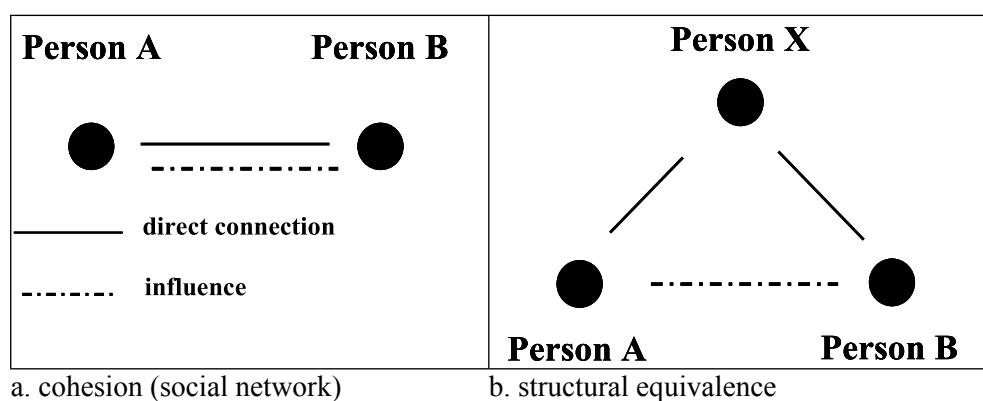 Person A Person B
direct connection
influence
Person X
Person A Person B
a. cohesion (social network)
b. structural equivalence